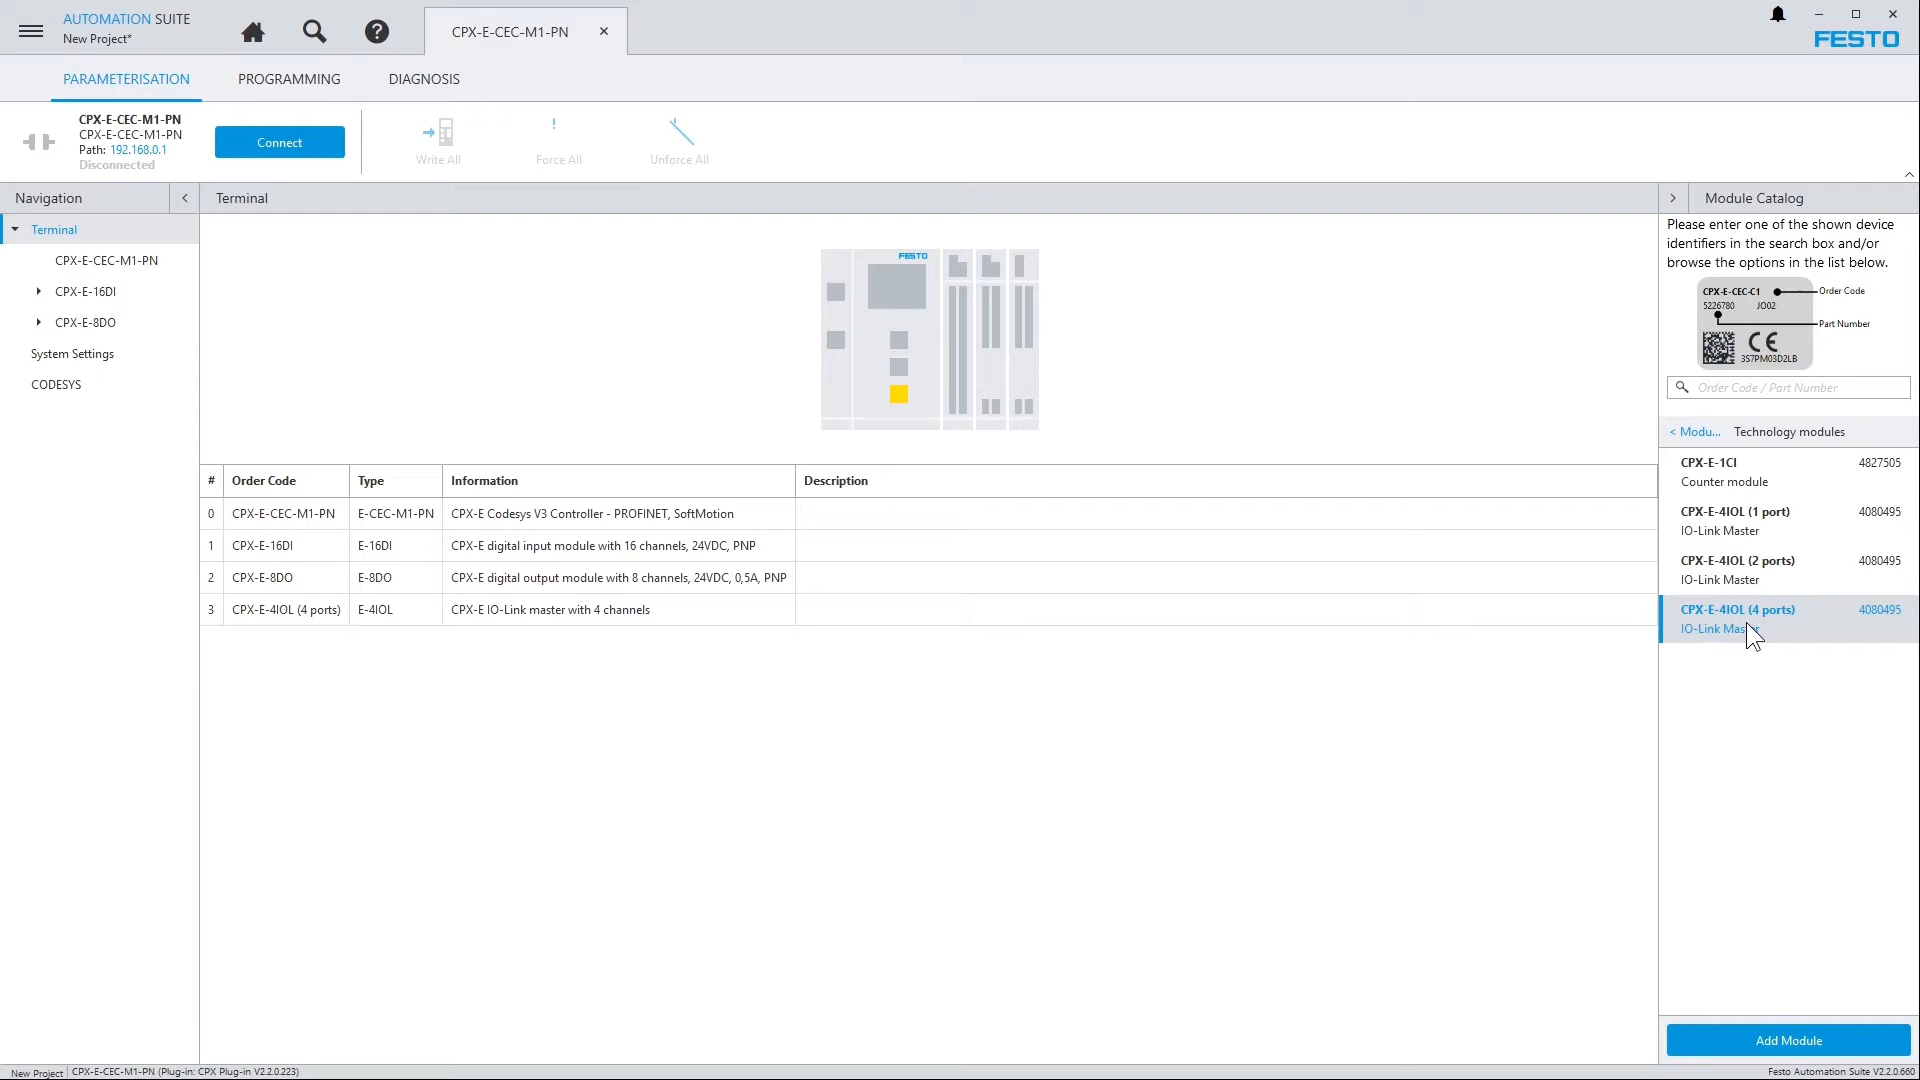 AUTOMATION SUITE
New Project*
CPX-E-CEC-M1-PN
FESTO
PARAMETERISATION PROGRAMMING DIAGNOSIS
CPX-E-CEC-M1-PN
CPX-E-CEC-M1-PN
Path: 192.168.0.1
Disconnected
Connect
Write All
Force All
Unforce All
Navigation
Terminal
CPX-E-CEC-M1-PN
CPX-E-16DI
CPX-E-8DO
System Settings
CODESYS
Terminal
FESTO
# Order Code Type Information Description
0 CPX-E-CEC-M1-PN E-CEC-M1-PN CPX-E Codesys V3 Controller - PROFINET, SoftMotion
1 CPX-E-16DI E-16DI CPX-E digital input module with 16 channels, 24VDC, PNP
2 CPX-E-8DO E-8DO CPX-E digital output module with 8 channels, 24VDC, 0,5A, PNP
3 CPX-E-4IOL (4 ports) E-4IOL CPX-E IO-Link master with 4 channels
Module Catalog
Please enter one of the shown device
identifiers in the search box and/or
browse the options in the list below.
CPX-E-CEC-C1 Order Code
5226780 JO02
Part Number
CE
3S7PM03D2LB
Order Code / Part Number
< Modu... Technology modules
CPX-E-1CI 4827505
Counter module
CPX-E-4IOL (1 port) 4080495
IO-Link Master
CPX-E-4IOL (2 ports) 4080495
IO-Link Master
CPX-E-4IOL (4 ports) 4080495
IO-Link Master
Add Module
New Project CPX-E-CEC-M1-PN (Plug-in: CPX Plug-in V2.2.0.223)
Festo Automation Suite V2.2.0.660